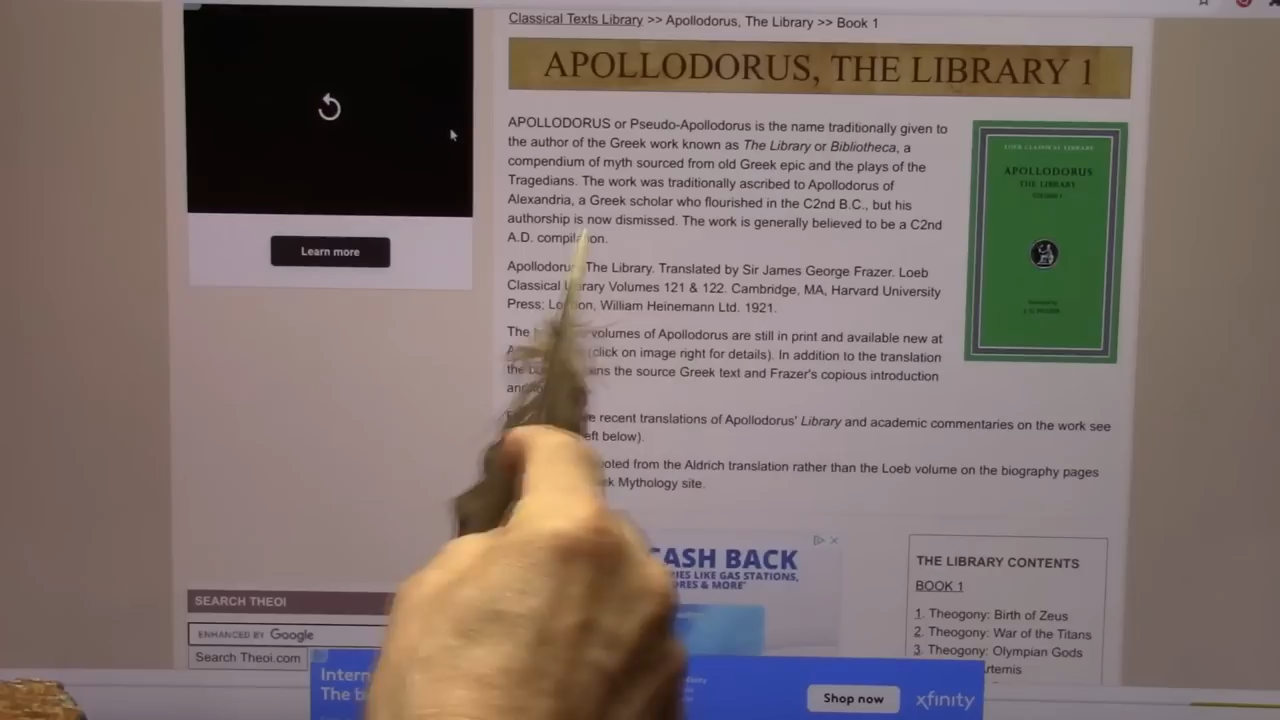 Classical Texts Library >> Apollodorus, The Library >> Book 1
APOLLODORUS, THE LIBRARY 1
APOLLODORUS or Pseudo-Apollodorus is the name traditionally given to
the author of the Greek work known as The Library or Bibliotheca, a
compendium of myth sourced from old Greek epic and the plays of the
Tragedians. The work was traditionally ascribed to Apollodorus of
Alexandria, a Greek scholar who flourished in the C2nd B.C., but his
authorship is now dismissed. The work is generally believed to be a C2nd
A.D. compilation.
Apollodorus, The Library. Translated by Sir James George Frazer. Loeb
Classical Library Volumes 121 & 122. Cambridge, MA, Harvard University
Press; London, William Heinemann Ltd. 1921.
The volumes of Apollodorus are still in print and available new at
(click on image right for details). In addition to the translation
the source Greek text and Frazer's copious introduction
recent translations of Apollodorus' Library and academic commentaries on the work see
left below).
quoted from the Aldrich translation rather than the Loeb volume on the biography pages
Mythology site.
LOEB CLASSICAL LIBRARY
APOLLODORUS
THE LIBRARY
Learn more
CASH BACK
LIKE GAS STATIONS,
& MORE*
THE LIBRARY CONTENTS
BOOK 1
1. Theogony: Birth of Zeus
2. Theogony: War of the Titans
3. Theogony: Olympian Gods
SEARCH THEOI
ENHANCED BY Google
Search Theoi.com
Shop now
xfinity